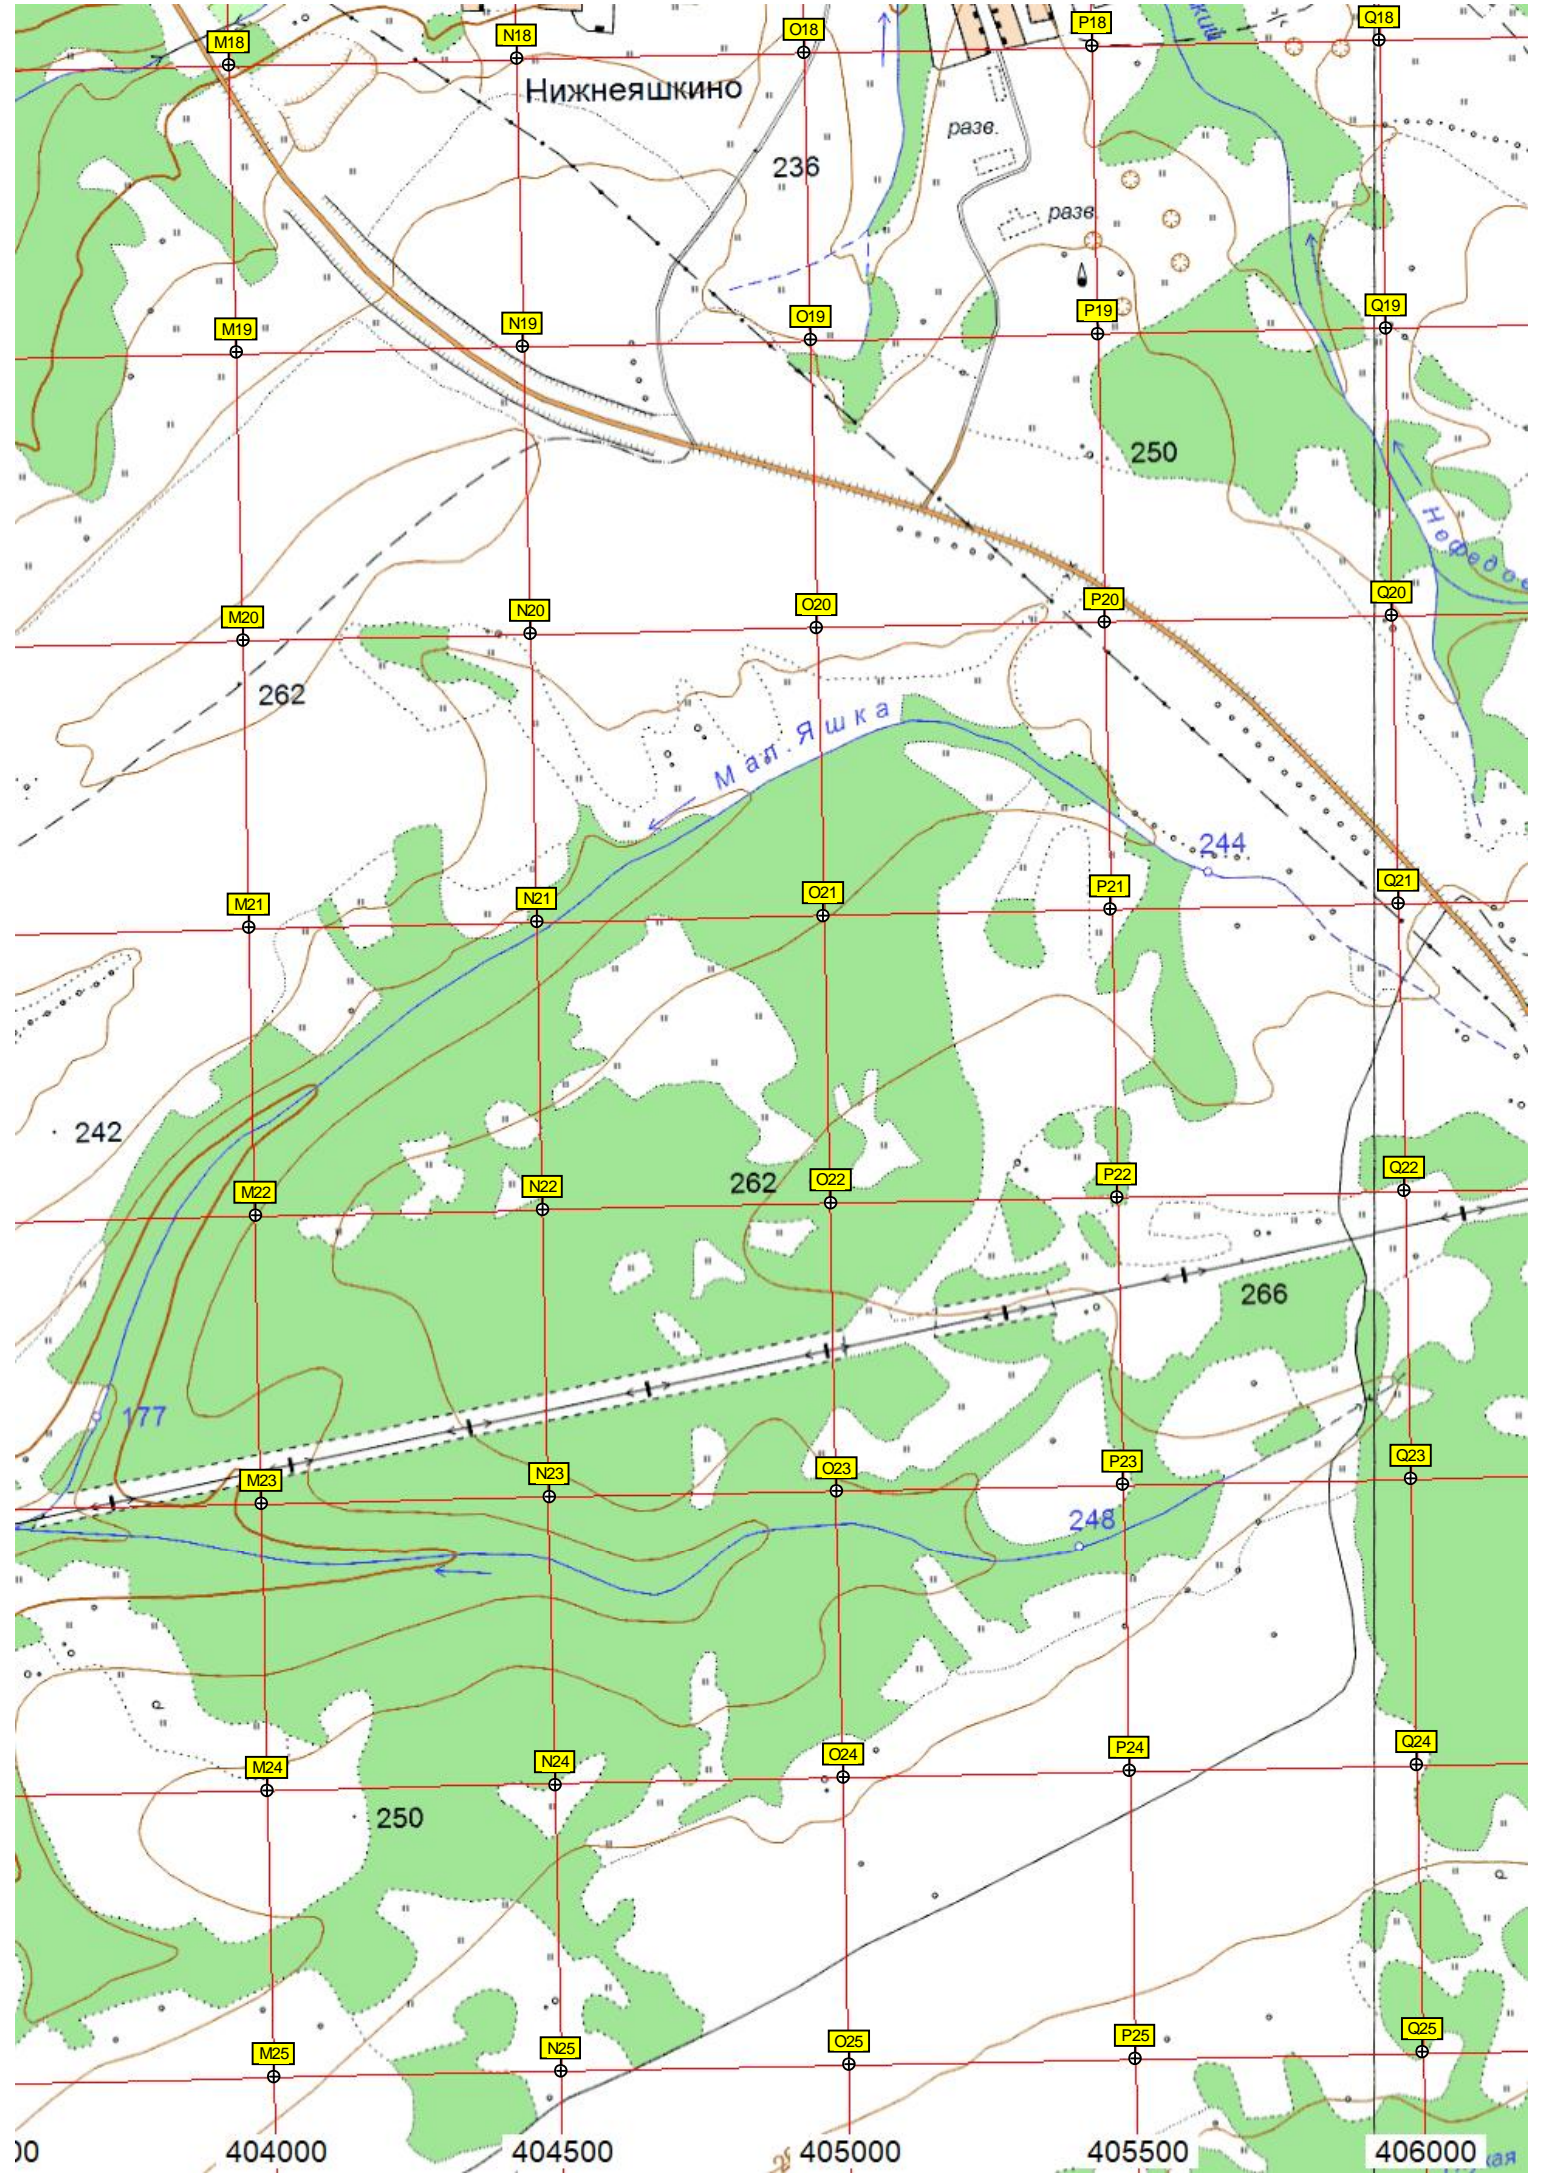 M18 N18 O18 P18 Q18
кий
Нижнеяшкино
разв.
236
разв.
M19 N19 O19 P19 Q19
250
Нефедов
M20 N20 O20 P20 Q20
262
Мал. Яшка
244
M21 N21 O21 P21 Q21
242
M22 N22 O22 P22 Q22
262
266
177
M23 N23 O23 P23 Q23
248
M24 N24 O24 P24 Q24
250
M25 N25 O25 P25 Q25
00 404000 404500 405000 405500 406000
кая